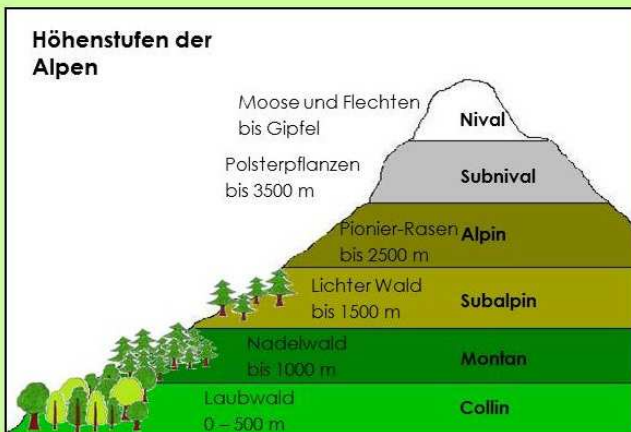 Höhenstufen der
Alpen
Moose und Flechten
bis Gipfel
Nival
Polsterpflanzen
bis 3500 m
Subnival
Pionier-Rasen
bis 2500 m
Alpin
Lichter Wald
bis 1500 m
Subalpin
Nadelwald
bis 1000 m
Montan
Laubwald
0 – 500 m
Collin